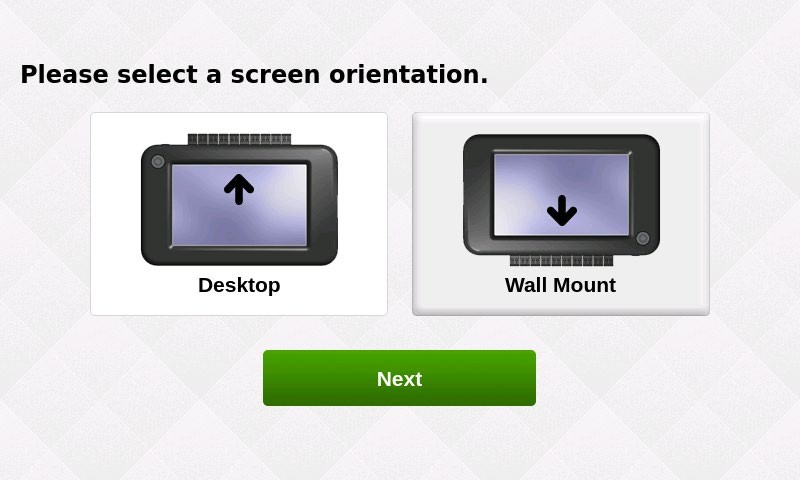 Please select a screen orientation.
Desktop
Wall Mount
Next